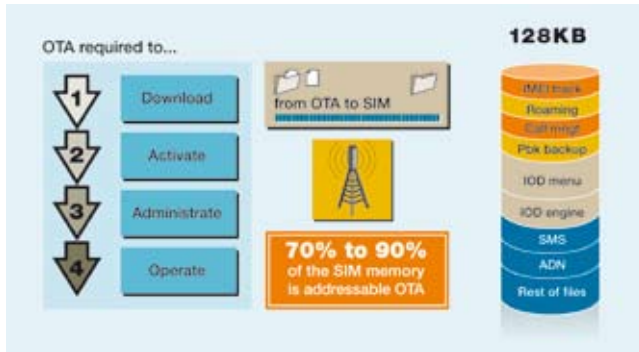 OTA required to...
1
Download
2
Activate
3
Administrate
4
Operate
from OTA to SIM
70% to 90%
of the SIM memory
is addressable OTA
128KB
IMEI track
Roaming
Call mngt
Pbk backup
IOD menu
IOD engine
SMS
ADN
Rest of files